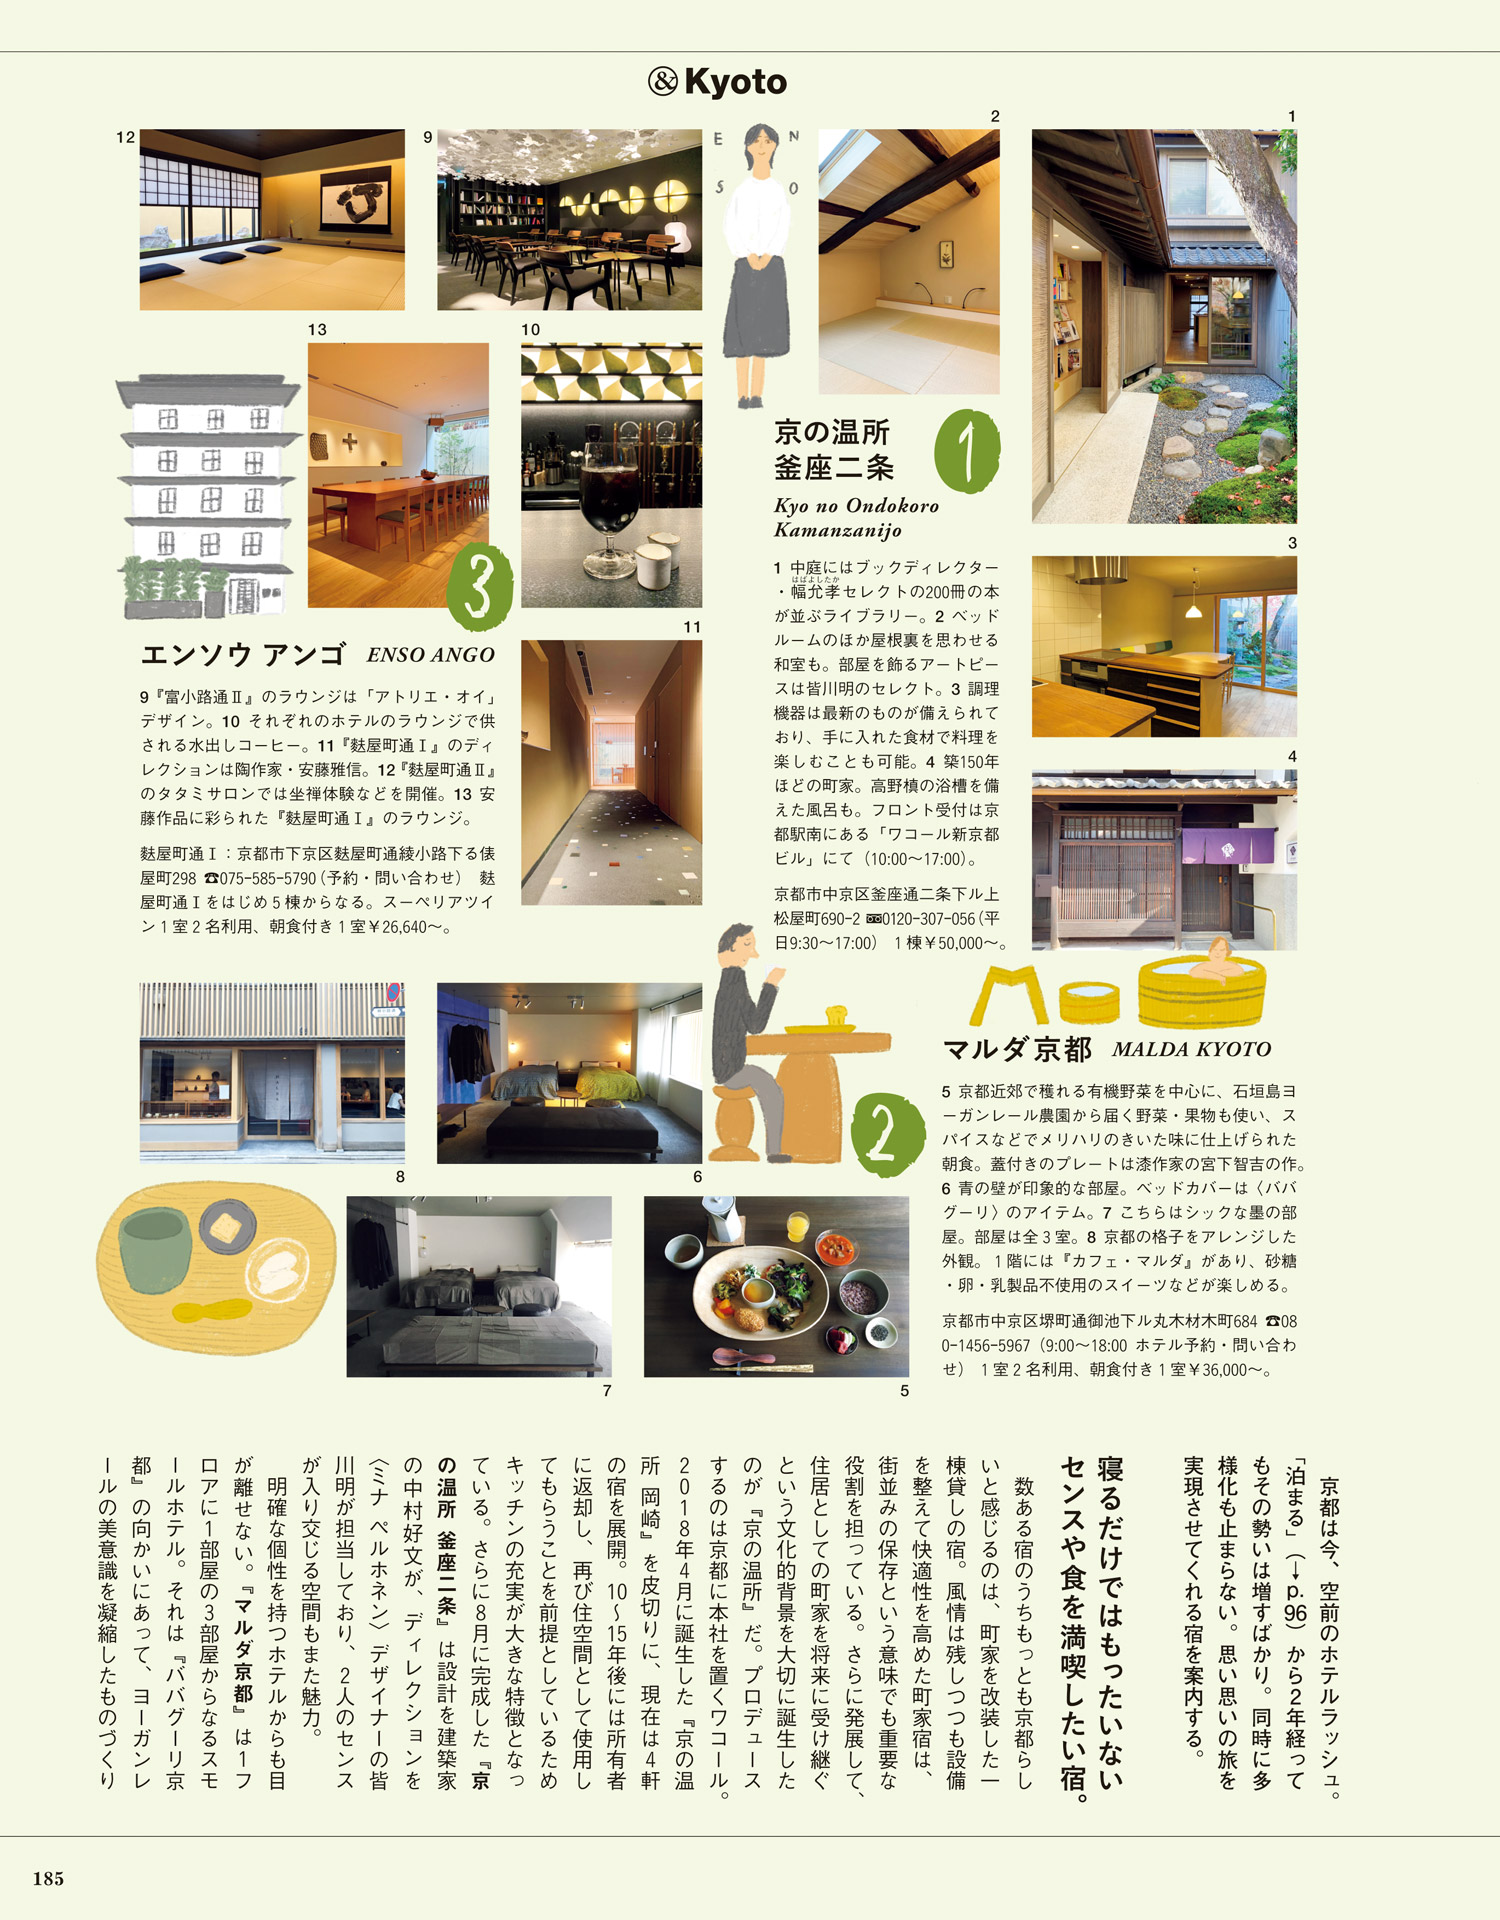 &Kyoto
1
2
3
4
E N
S O
1
京の温所
釜座二条
Kyo no Ondokoro
Kamanzanijo
1 中庭にはブックディレクター
・幅允孝セレクトの200冊の本
はばよしたか
が並ぶライブラリー。2 ベッド
ルームのほか屋根裏を思わせる
和室も。部屋を飾るアートピー
スは皆川明のセレクト。3 調理
機器は最新のものが備えられて
おり、手に入れた食材で料理を
楽しむことも可能。4 築150年
ほどの町家。高野槙の浴槽を備
えた風呂も。フロント受付は京
都駅南にある「ワコール新京都
ビル」にて（10:00〜17:00）。
京都市中京区釜座通二条下ル上
松屋町690-2 0120-307-056（平
日9:30〜17:00） 1棟￥50,000〜。
マルダ京都 MALDA KYOTO
2
5 京都近郊で穫れる有機野菜を中心に、石垣島ヨ
ーガンレール農園から届く野菜・果物も使い、ス
パイスなどでメリハリのきいた味に仕上げられた
朝食。蓋付きのプレートは漆作家の宮下智吉の作。
6 青の壁が印象的な部屋。ベッドカバーは〈ババ
グーリ〉のアイテム。7 こちらはシックな墨の部
屋。部屋は全3室。8 京都の格子をアレンジした
外観。1階には『カフェ・マルダ』があり、砂糖
・卵・乳製品不使用のスイーツなどが楽しめる。
京都市中京区堺町通御池下ル丸木材木町684 ☎08
0-1456-5967（9:00〜18:00 ホテル予約・問い合わ
せ） 1室2名利用、朝食付き1室￥36,000〜。
5
6
7
8
9
10
11
12
13
3
エンソウ アンゴ ENSO ANGO
9『富小路通Ⅱ』のラウンジは「アトリエ・オイ」
デザイン。10 それぞれのホテルのラウンジで供
される水出しコーヒー。11『麩屋町通Ⅰ』のディ
レクションは陶作家・安藤雅信。12『麩屋町通Ⅱ』
のタタミサロンでは坐禅体験などを開催。13 安
藤作品に彩られた『麩屋町通Ⅰ』のラウンジ。
麩屋町通Ⅰ：京都市下京区麩屋町通綾小路下る俵
屋町298 ☎075-585-5790（予約・問い合わせ） 麩
屋町通Ⅰをはじめ5棟からなる。スーペリアツイ
ン1室2名利用、朝食付き1室￥26,640〜。
京都は今、空前のホテルラッシュ。
「泊まる」（→p.96）から2年経って
もその勢いは増すばかり。同時に多
様化も止まらない。思い思いの旅を
実現させてくれる宿を案内する。
寝るだけではもったいない
センスや食を満喫したい宿。
数ある宿のうちもっとも京都らし
いと感じるのは、町家を改装した一
棟貸しの宿。風情は残しつつも設備
を整えて快適性を高めた町家宿は、
街並みの保存という意味でも重要な
役割を担っている。さらに発展して、
住居としての町家を将来に受け継ぐ
という文化的背景を大切に誕生した
のが『京の温所』だ。プロデュース
するのは京都に本社を置くワコール。
2018年4月に誕生した『京の温
所 岡崎』を皮切りに、現在は4軒
の宿を展開。10〜15年後には所有者
に返却し、再び住空間として使用し
てもらうことを前提としているため
キッチンの充実が大きな特徴となっ
ている。さらに8月に完成した『京
の温所 釜座二条』は設計を建築家
の中村好文が、ディレクションを
〈ミナ ペルホネン〉デザイナーの皆
川明が担当しており、2人のセンス
が入り交じる空間もまた魅力。
明確な個性を持つホテルからも目
が離せない。『マルダ京都』は1フ
ロアに1部屋の3部屋からなるスモ
ールホテル。それは『ババグーリ京
都』の向かいにあって、ヨーガンレ
ールの美意識を凝縮したものづくり
185